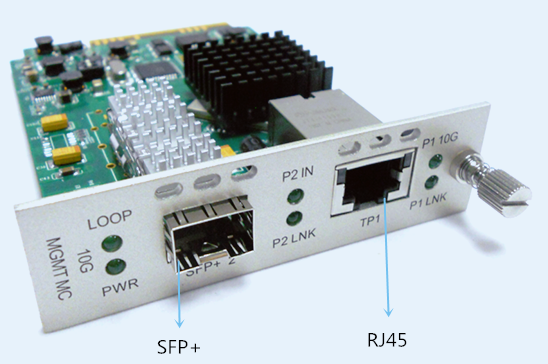 LOOP
10G
MGMT MC
PWR
SFP+ 2
P2 IN
P2 LNK
TP1
P1 10G
P1 LNK
SFP+
RJ45